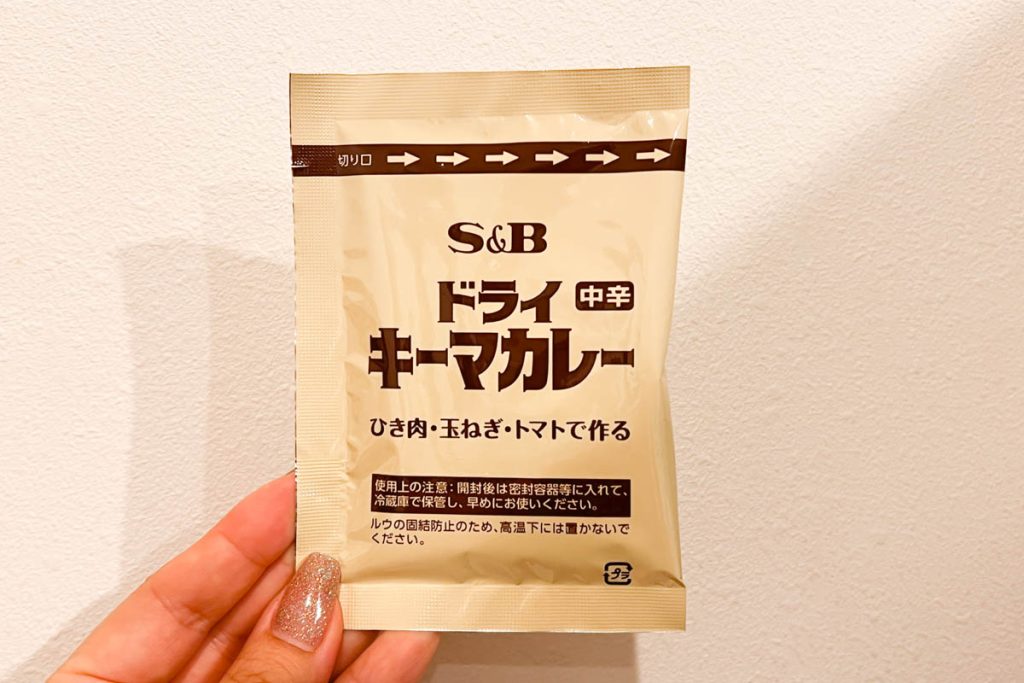 切り口
S&B
ドライ 中辛
キーマカレー
ひき肉・玉ねぎ・トマトで作る
使用上の注意：開封後は密封容器等に入れて、
冷蔵庫で保管し、早めにお使いください。
ルウの固結防止のため、高温下には置かないで
ください。
プラ